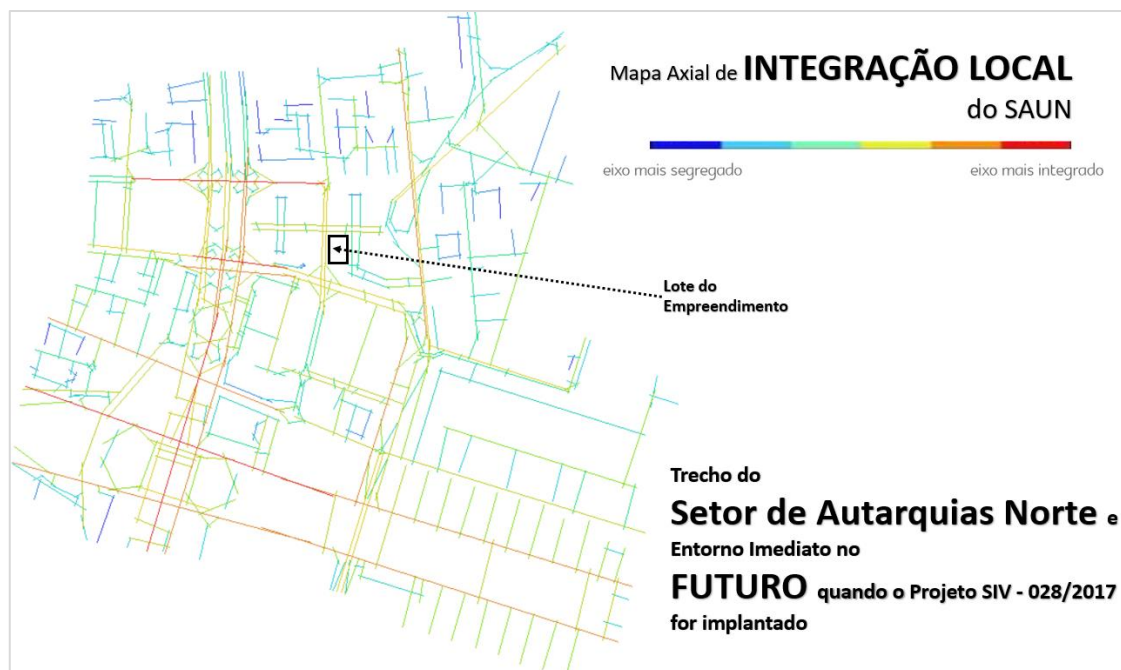 Mapa Axial de INTEGRAÇÃO LOCAL
do SAUN
eixo mais segregado
eixo mais integrado
Lote do
Empreendimento
Trecho do
Setor de Autarquias Norte e
Entorno Imediato no
FUTURO quando o Projeto SIV - 028/2017
for implantado